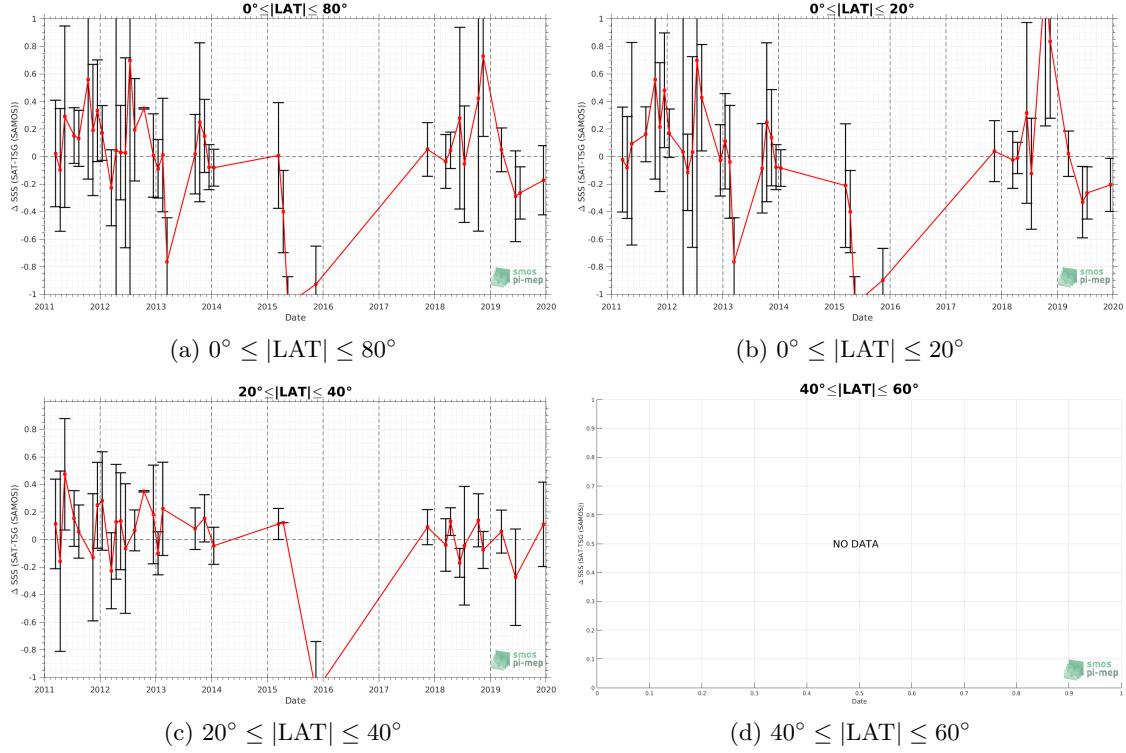 0°≤|LAT|≤ 80°
Δ SSS (SAT-TSG (SAMOS))
1
0.8
0.6
0.4
0.2
0
-0.2
-0.4
-0.6
-0.8
-1
2011 2012 2013 2014 2015 2016 2017 2018 2019 2020
Date
smos
pi-mep
(a) 0° ≤ |LAT| ≤ 80°
0°≤|LAT|≤ 20°
Δ SSS (SAT-TSG (SAMOS))
1
0.8
0.6
0.4
0.2
0
-0.2
-0.4
-0.6
-0.8
-1
2011 2012 2013 2014 2015 2016 2017 2018 2019 2020
Date
smos
pi-mep
(b) 0° ≤ |LAT| ≤ 20°
20°≤|LAT|≤ 40°
Δ SSS (SAT-TSG (SAMOS))
0.8
0.6
0.4
0.2
0
-0.2
-0.4
-0.6
-0.8
-1
2011 2012 2013 2014 2015 2016 2017 2018 2019 2020
Date
smos
pi-mep
(c) 20° ≤ |LAT| ≤ 40°
40°≤|LAT|≤ 60°
Δ SSS (SAT-TSG (SAMOS))
1
0.9
0.8
0.7
0.6
0.5
0.4
0.3
0.2
0.1
0
NO DATA
0 0.1 0.2 0.3 0.4 0.5 0.6 0.7 0.8 0.9 1
Date
smos
pi-mep
(d) 40° ≤ |LAT| ≤ 60°